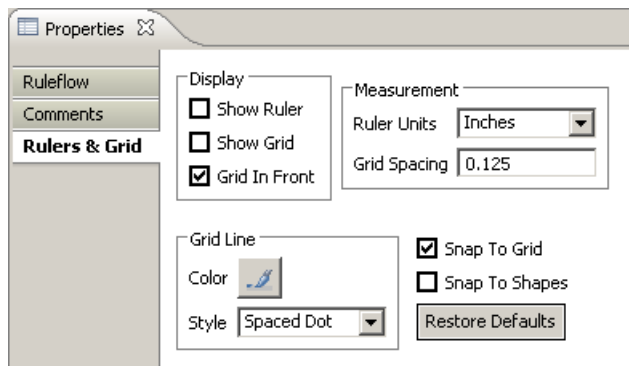 Properties
Ruleflow
Comments
Rulers & Grid
Display
Show Ruler
Show Grid
Grid In Front
Measurement
Ruler Units Inches
Grid Spacing 0.125
Grid Line
Color
Style Spaced Dot
Snap To Grid
Snap To Shapes
Restore Defaults